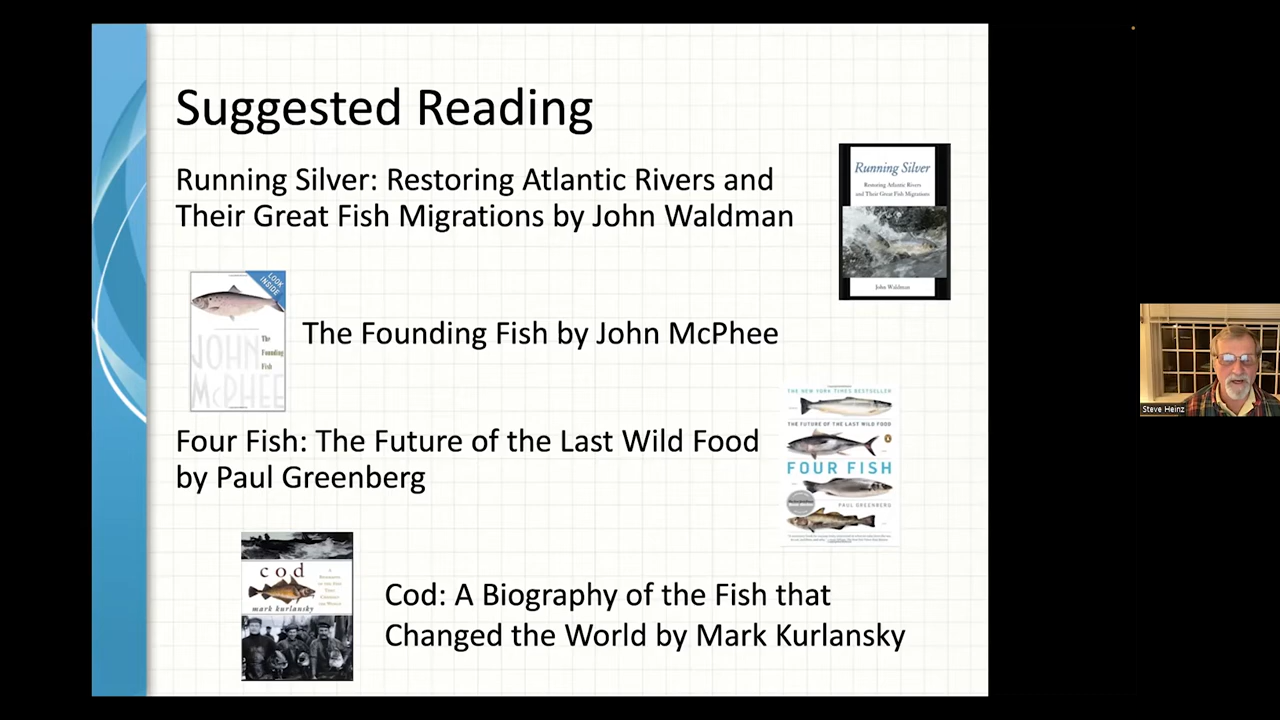 Suggested Reading
Running Silver: Restoring Atlantic Rivers and
Their Great Fish Migrations by John Waldman
Running Silver
Restoring Atlantic Rivers
and Their Great Fish Migrations
John Waldman
LOOK
INSIDE
JOHN
McPHEE
The
Founding
Fish
The Founding Fish by John McPhee
Four Fish: The Future of the Last Wild Food
by Paul Greenberg
THE NEW YORK TIMES BESTSELLER
THE FUTURE OF THE LAST WILD FOOD
FOUR FISH
PAUL GREENBERG
cod
mark kurlansky
Cod: A Biography of the Fish that
Changed the World by Mark Kurlansky
Steve Heinz